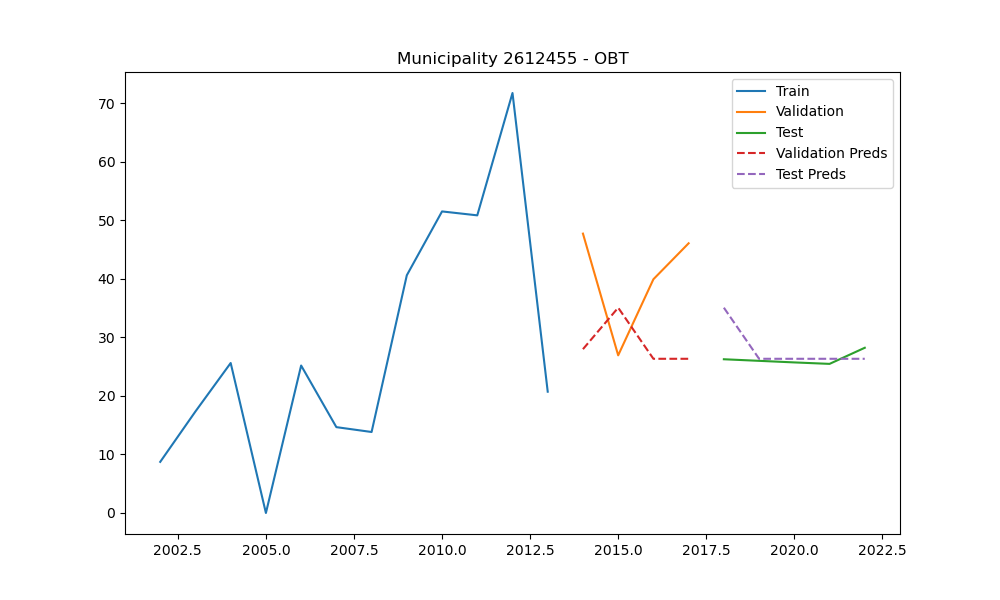 Municipality 2612455 - OBT
Train
Validation
Test
Validation Preds
Test Preds
70
60
50
40
30
20
10
0
2002.5 2005.0 2007.5 2010.0 2012.5 2015.0 2017.5 2020.0 2022.5